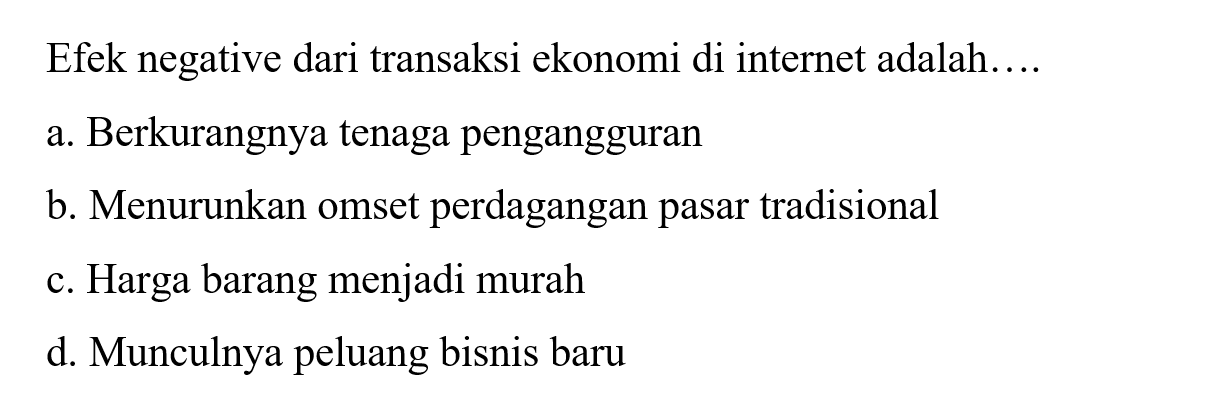 Efek negative dari transaksi ekonomi di internet adalah….
a. Berkurangnya tenaga pengangguran
b. Menurunkan omset perdagangan pasar tradisional
c. Harga barang menjadi murah
d. Munculnya peluang bisnis baru